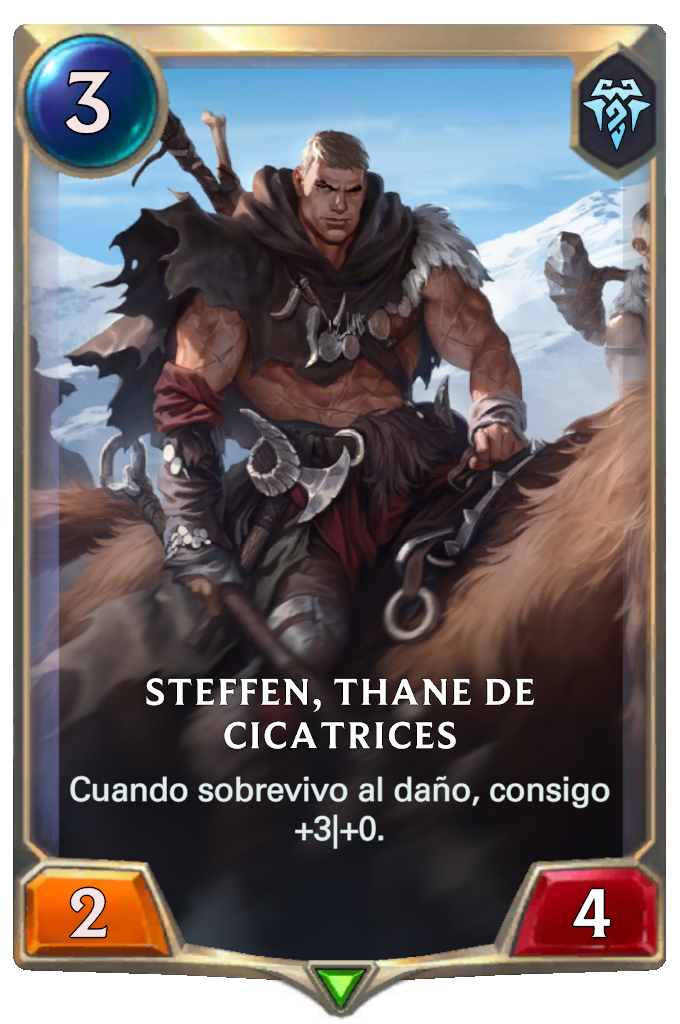 3
STEFFEN, THANE DE
CICATRICES
Cuando sobrevivo al daño, consigo
+3|+0.
2
4